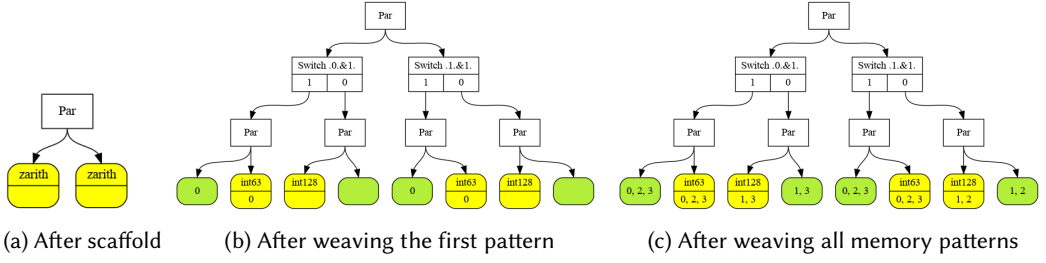 Par
zarith zarith
(a) After scaffold
Par
Switch .0.&1. Switch .1.&1.
1 0 1 0
Par Par Par Par
0 int63 int128 0 int63 int128
0 0
(b) After weaving the first pattern
Par
Switch .0.&1. Switch .1.&1.
1 0 1 0
Par Par Par Par
0, 2, 3 int63 int128 1, 3 0, 2, 3 int63 int128 1, 2
0, 2, 3 1, 3 0, 2, 3 1, 2
(c) After weaving all memory patterns